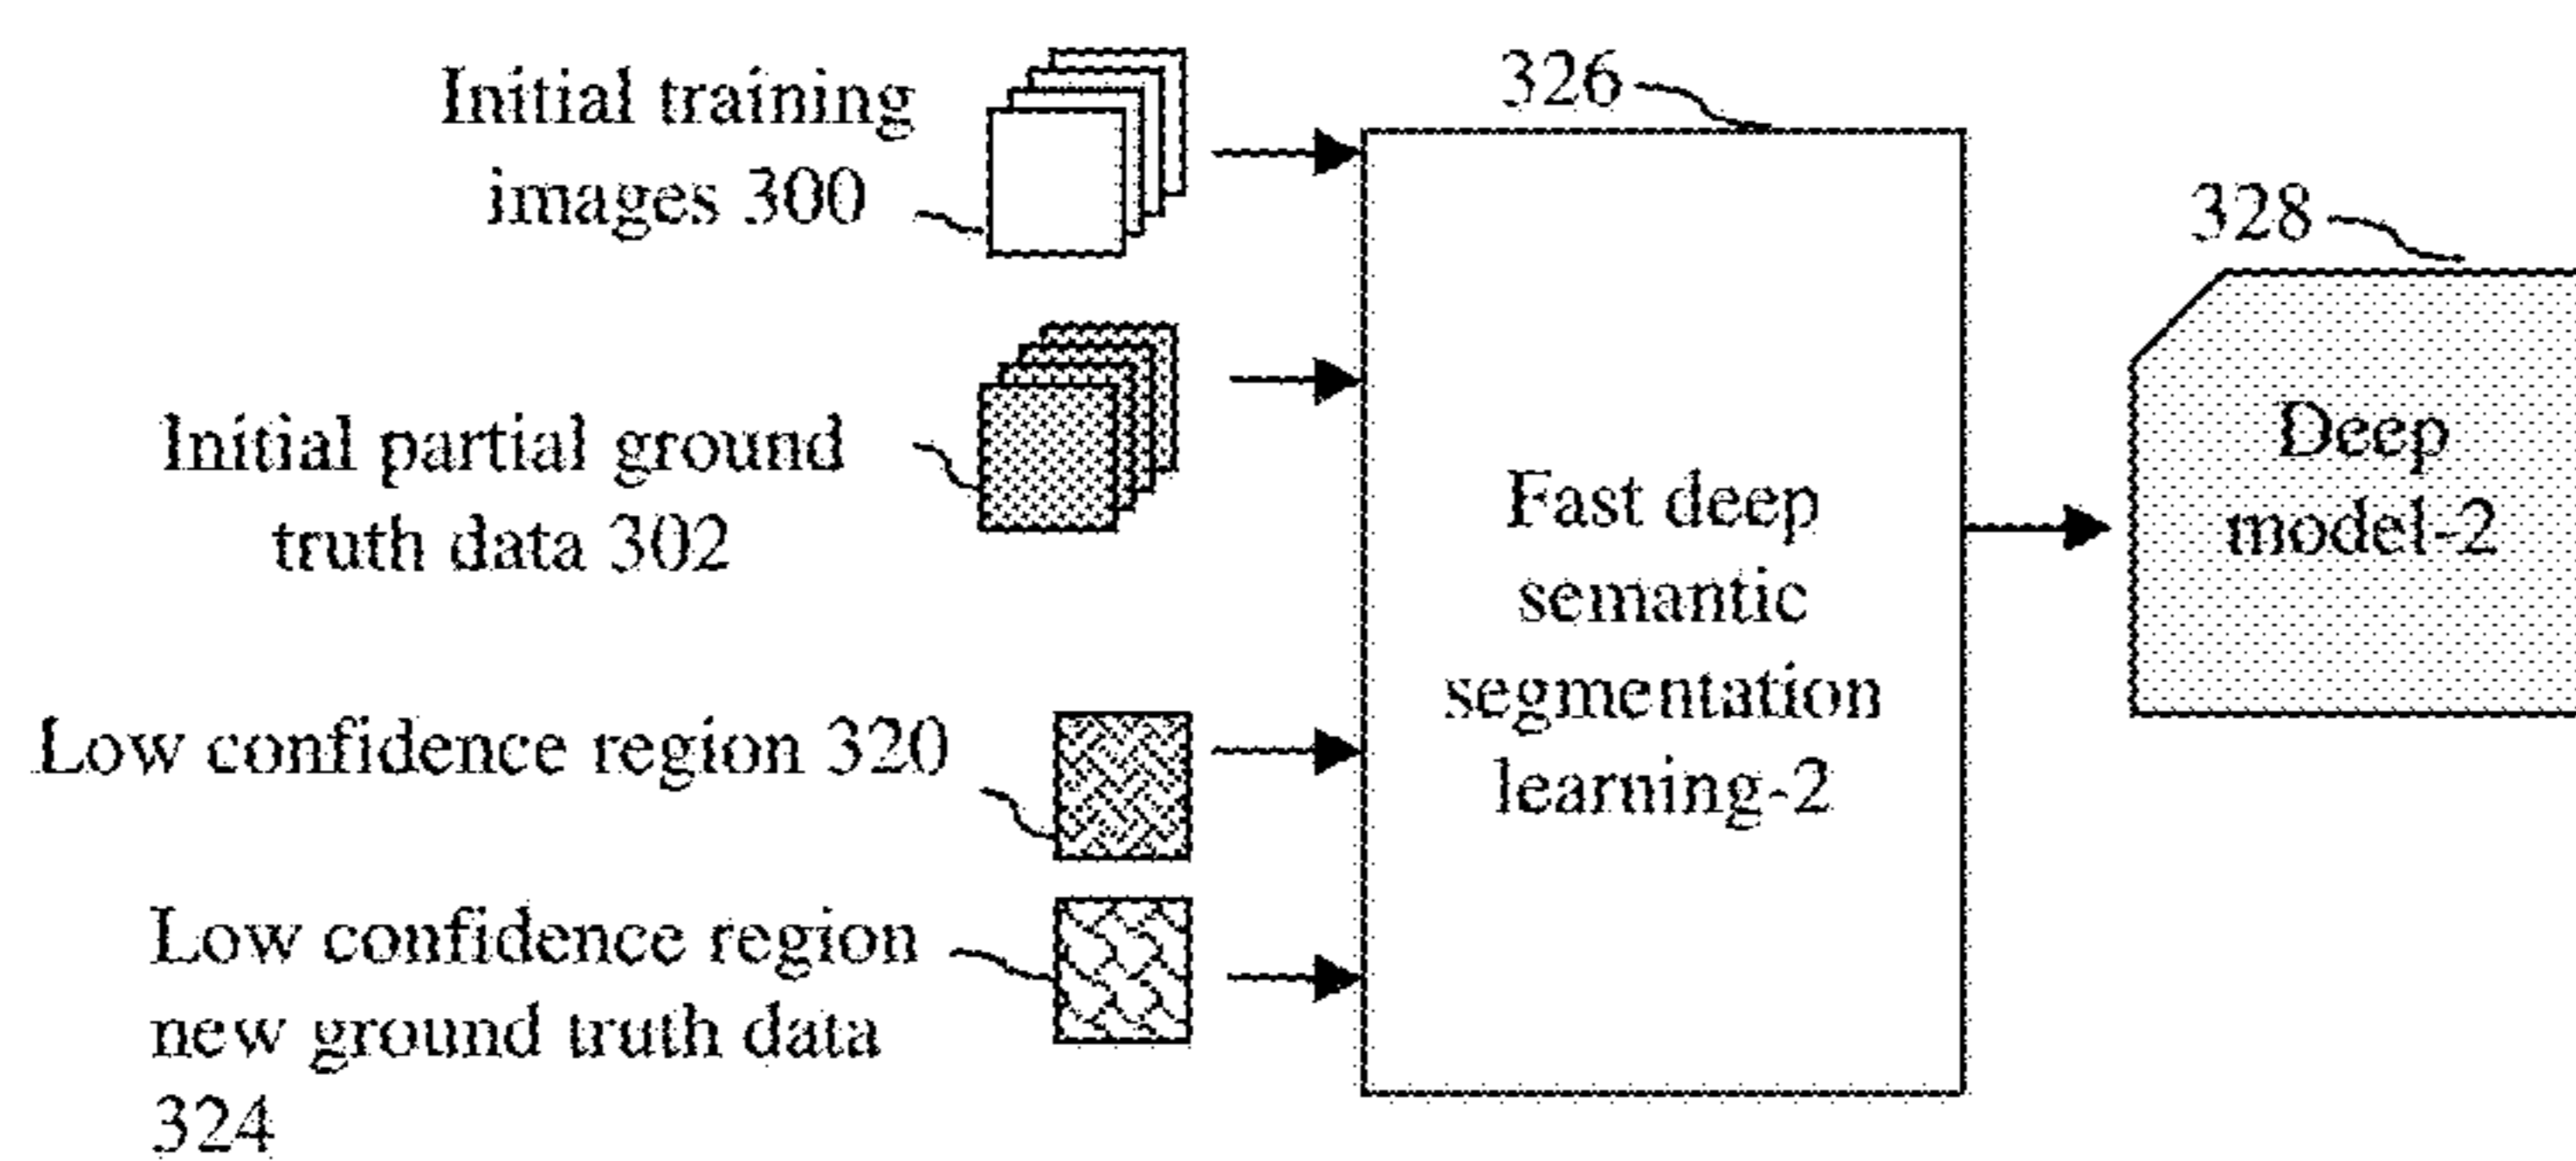 Initial training
images 300
Initial partial ground
truth data 302
Low confidence region 320
Low confidence region
new ground truth data
324
326
Fast deep
semantic
segmentation
learning-2
328
Deep
model-2